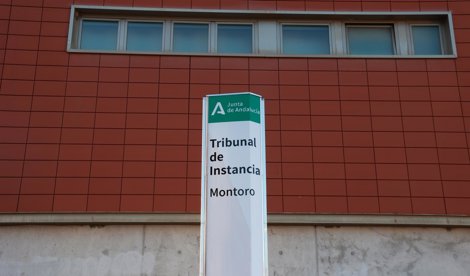 Junta
de Andalucía
Tribunal
de
Instancia
Montoro